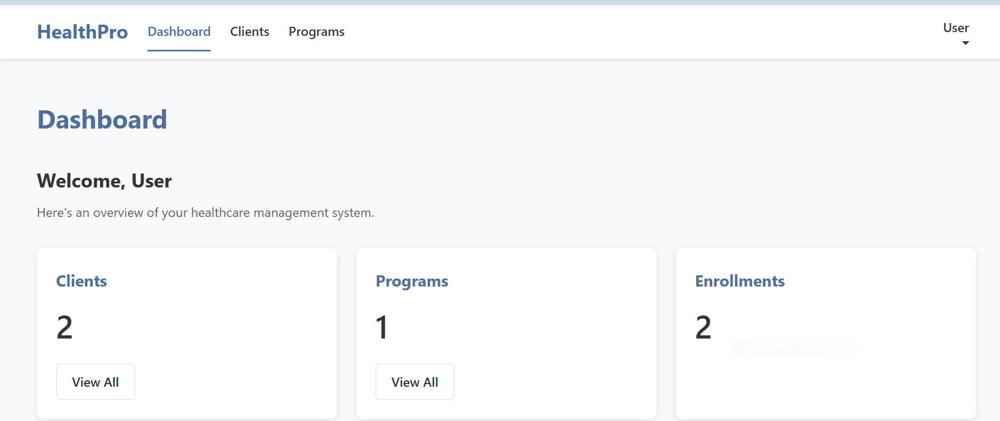 HealthPro Dashboard Clients Programs User
Dashboard
Welcome, User
Here's an overview of your healthcare management system.
Clients
2
View All
Programs
1
View All
Enrollments
2
Rectangular Snip